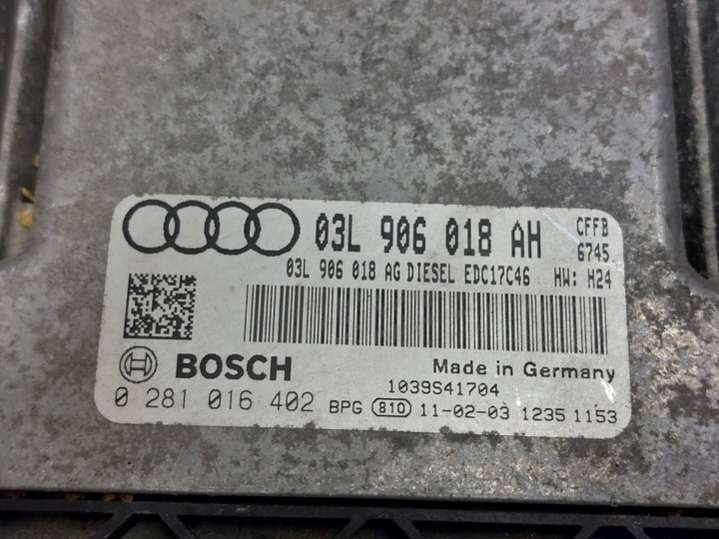 03L 906 018 AH CFFB
6745
03L 906 018 AG DIESEL EDC17C46 HW: H24
BOSCH Made in Germany
1039S41704
0 281 016 402 BPG 810 11-02-03 1235 1153